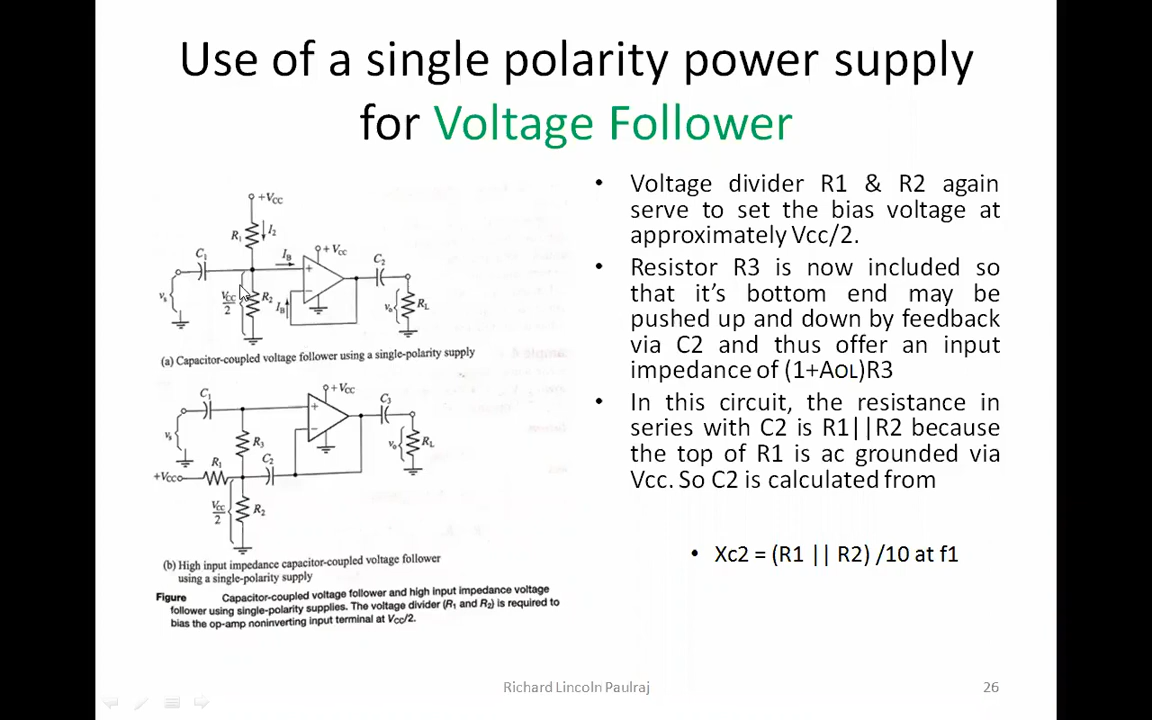 Use of a single polarity power supply
for Voltage Follower
+Vcc
R1
I2
C1
IB
+Vcc
C2
vs
Vcc
2
R2
IB
vo
RL
(a) Capacitor-coupled voltage follower using a single-polarity supply
C1
+Vcc
C3
vs
R3
vo
RL
R1
C2
+Vcc
Vcc
2
R2
(b) High input impedance capacitor-coupled voltage follower
using a single-polarity supply
Figure Capacitor-coupled voltage follower and high input impedance voltage
follower using single-polarity supplies. The voltage divider (R1 and R2) is required to
bias the op-amp noninverting input terminal at VCC/2.
• Voltage divider R1 & R2 again
serve to set the bias voltage at
approximately Vcc/2.
• Resistor R3 is now included so
that it’s bottom end may be
pushed up and down by feedback
via C2 and thus offer an input
impedance of (1+AOL)R3
• In this circuit, the resistance in
series with C2 is R1||R2 because
the top of R1 is ac grounded via
Vcc. So C2 is calculated from
• Xc2 = (R1 || R2) /10 at f1
Richard Lincoln Paulraj
26